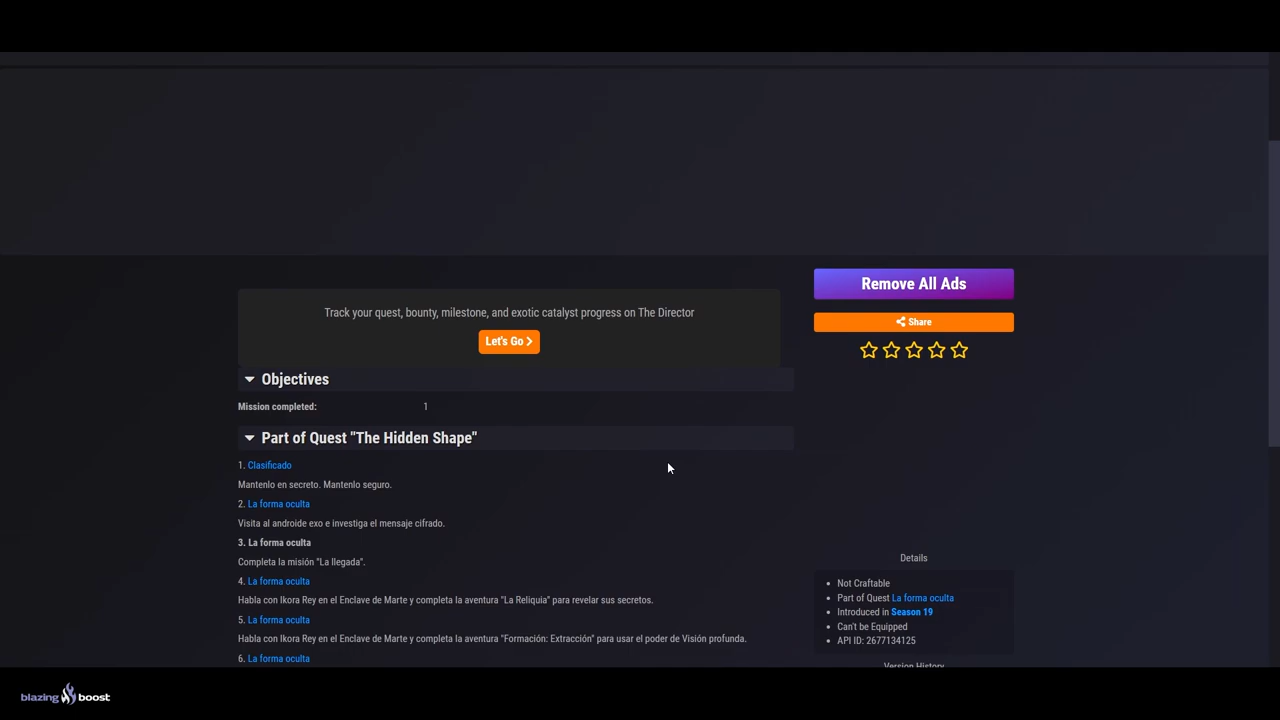 Track your quest, bounty, milestone, and exotic catalyst progress on The Director
Let's Go
Objectives
Mission completed: 1
Part of Quest "The Hidden Shape"
1. Clasificado
Mantenlo en secreto. Mantenlo seguro.
2. La forma oculta
Visita al androide exo e investiga el mensaje cifrado.
3. La forma oculta
Completa la misión "La llegada".
4. La forma oculta
Habla con Ikora Rey en el Enclave de Marte y completa la aventura "La Reliquia" para revelar sus secretos.
5. La forma oculta
Habla con Ikora Rey en el Enclave de Marte y completa la aventura "Formación: Extracción" para usar el poder de Visión profunda.
6. La forma oculta
Remove All Ads
Share
Details
Not Craftable
Part of Quest La forma oculta
Introduced in Season 19
Can't be Equipped
API ID: 2677134125
Version History
blazing boost